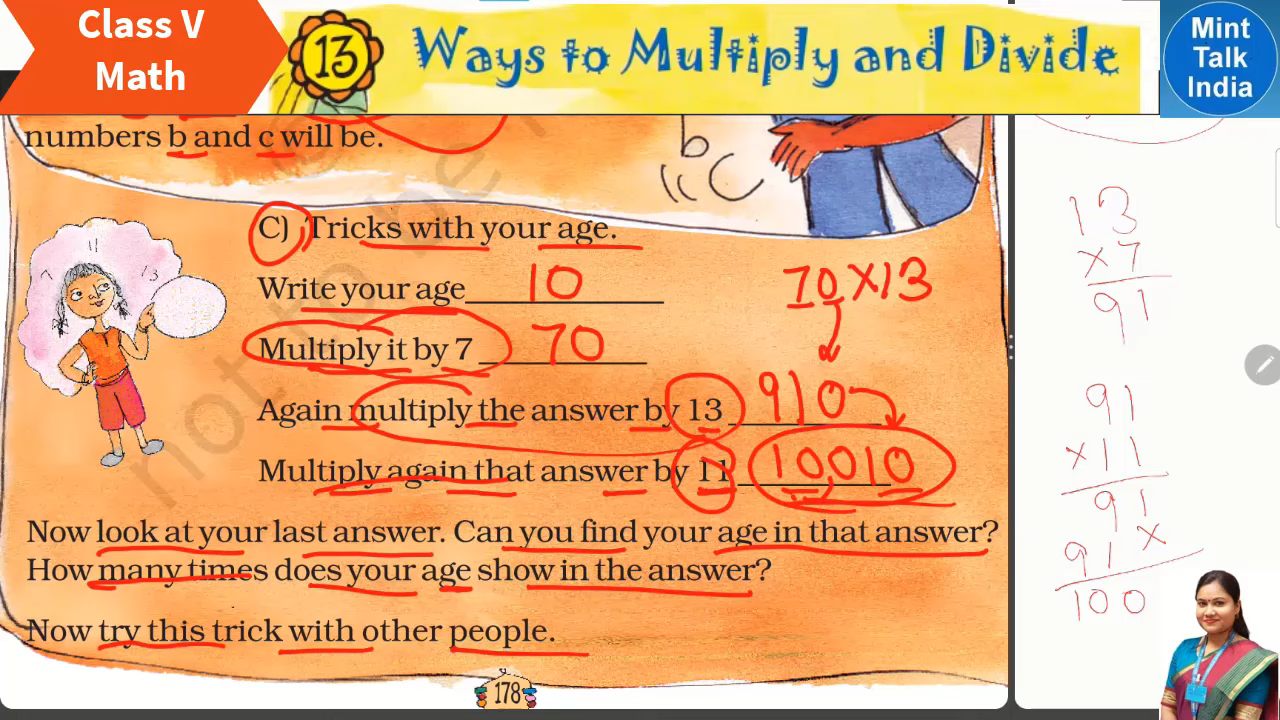 Class V
Math
13 Ways to Multiply and Divide
Mint
Talk
India
numbers b and c will be.
b
C
C) Tricks with your age.
Write your age 10
Multiply it by 7 70
70 × 13
Again multiply the answer by 13 910
Multiply again that answer by 11 10010
Now look at your last answer. Can you find your age in that answer?
How many times does your age show in the answer?
Now try this trick with other people.
178
13
× 7
91
91
× 11
91
91 ×
100